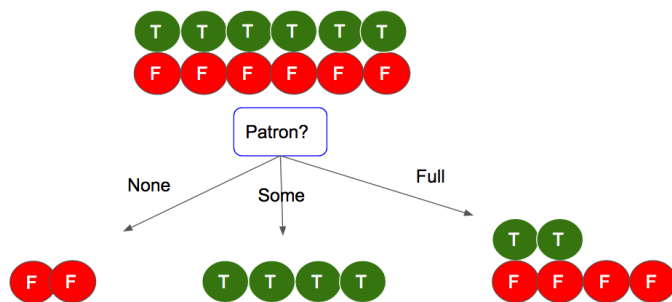 T T T T T T
F F F F F F
Patron?
None
Some
Full
T T
F F
T T T T
F F F F